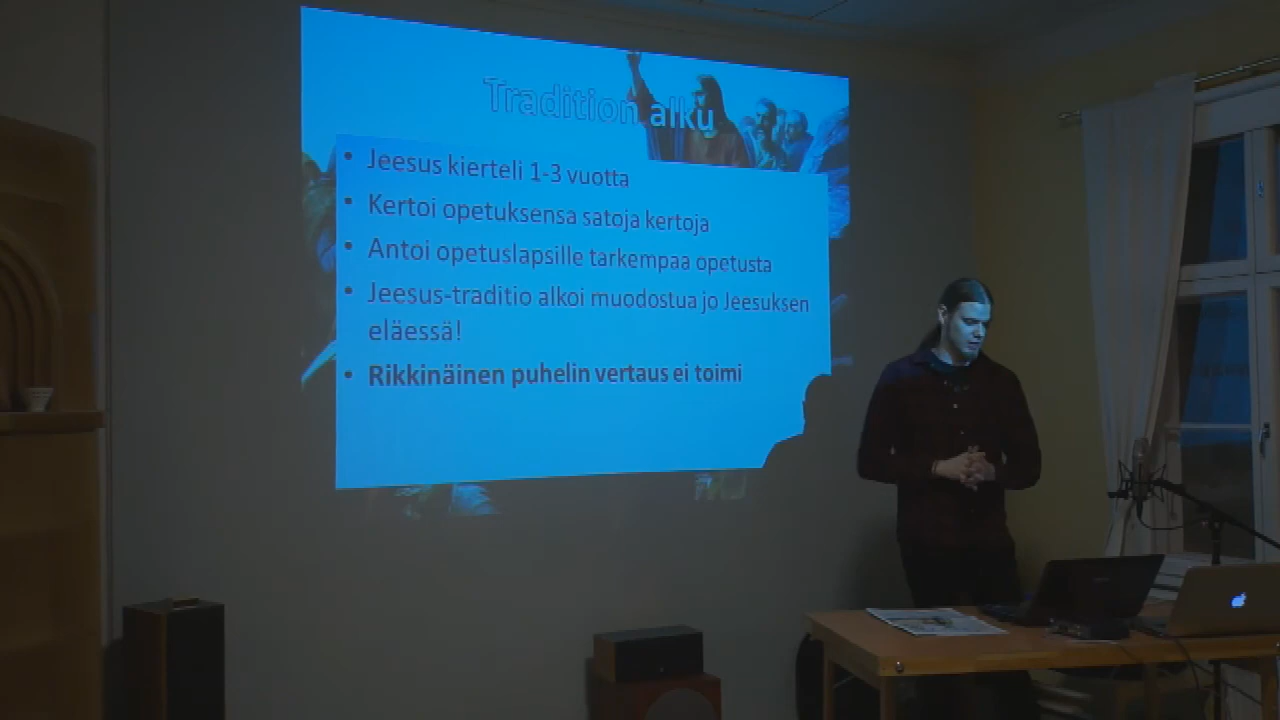 Tradition alku
• Jeesus kierteli 1-3 vuotta
• Kertoi opetuksensa satoja kertoja
• Antoi opetuslapsille tarkempaa opetusta
• Jeesus-traditio alkoi muodostua jo Jeesuksen
eläessä!
• Rikkinäinen puhelin vertaus ei toimi